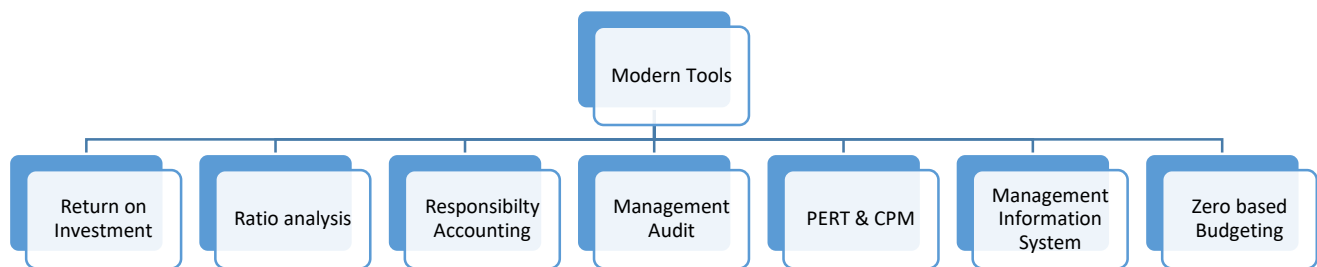 Modern Tools
Return on
Investment
Ratio analysis
Responsibilty
Accounting
Management
Audit
PERT & CPM
Management
Information
System
Zero based
Budgeting